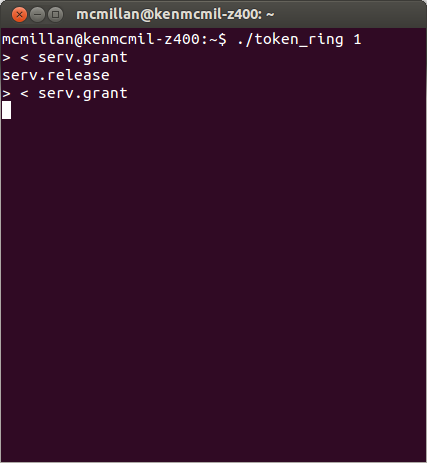 mcmillan@kenmcmil-z400: ~
mcmillan@kenmcmil-z400:~$ ./token_ring 1
> < serv.grant
serv.release
> < serv.grant